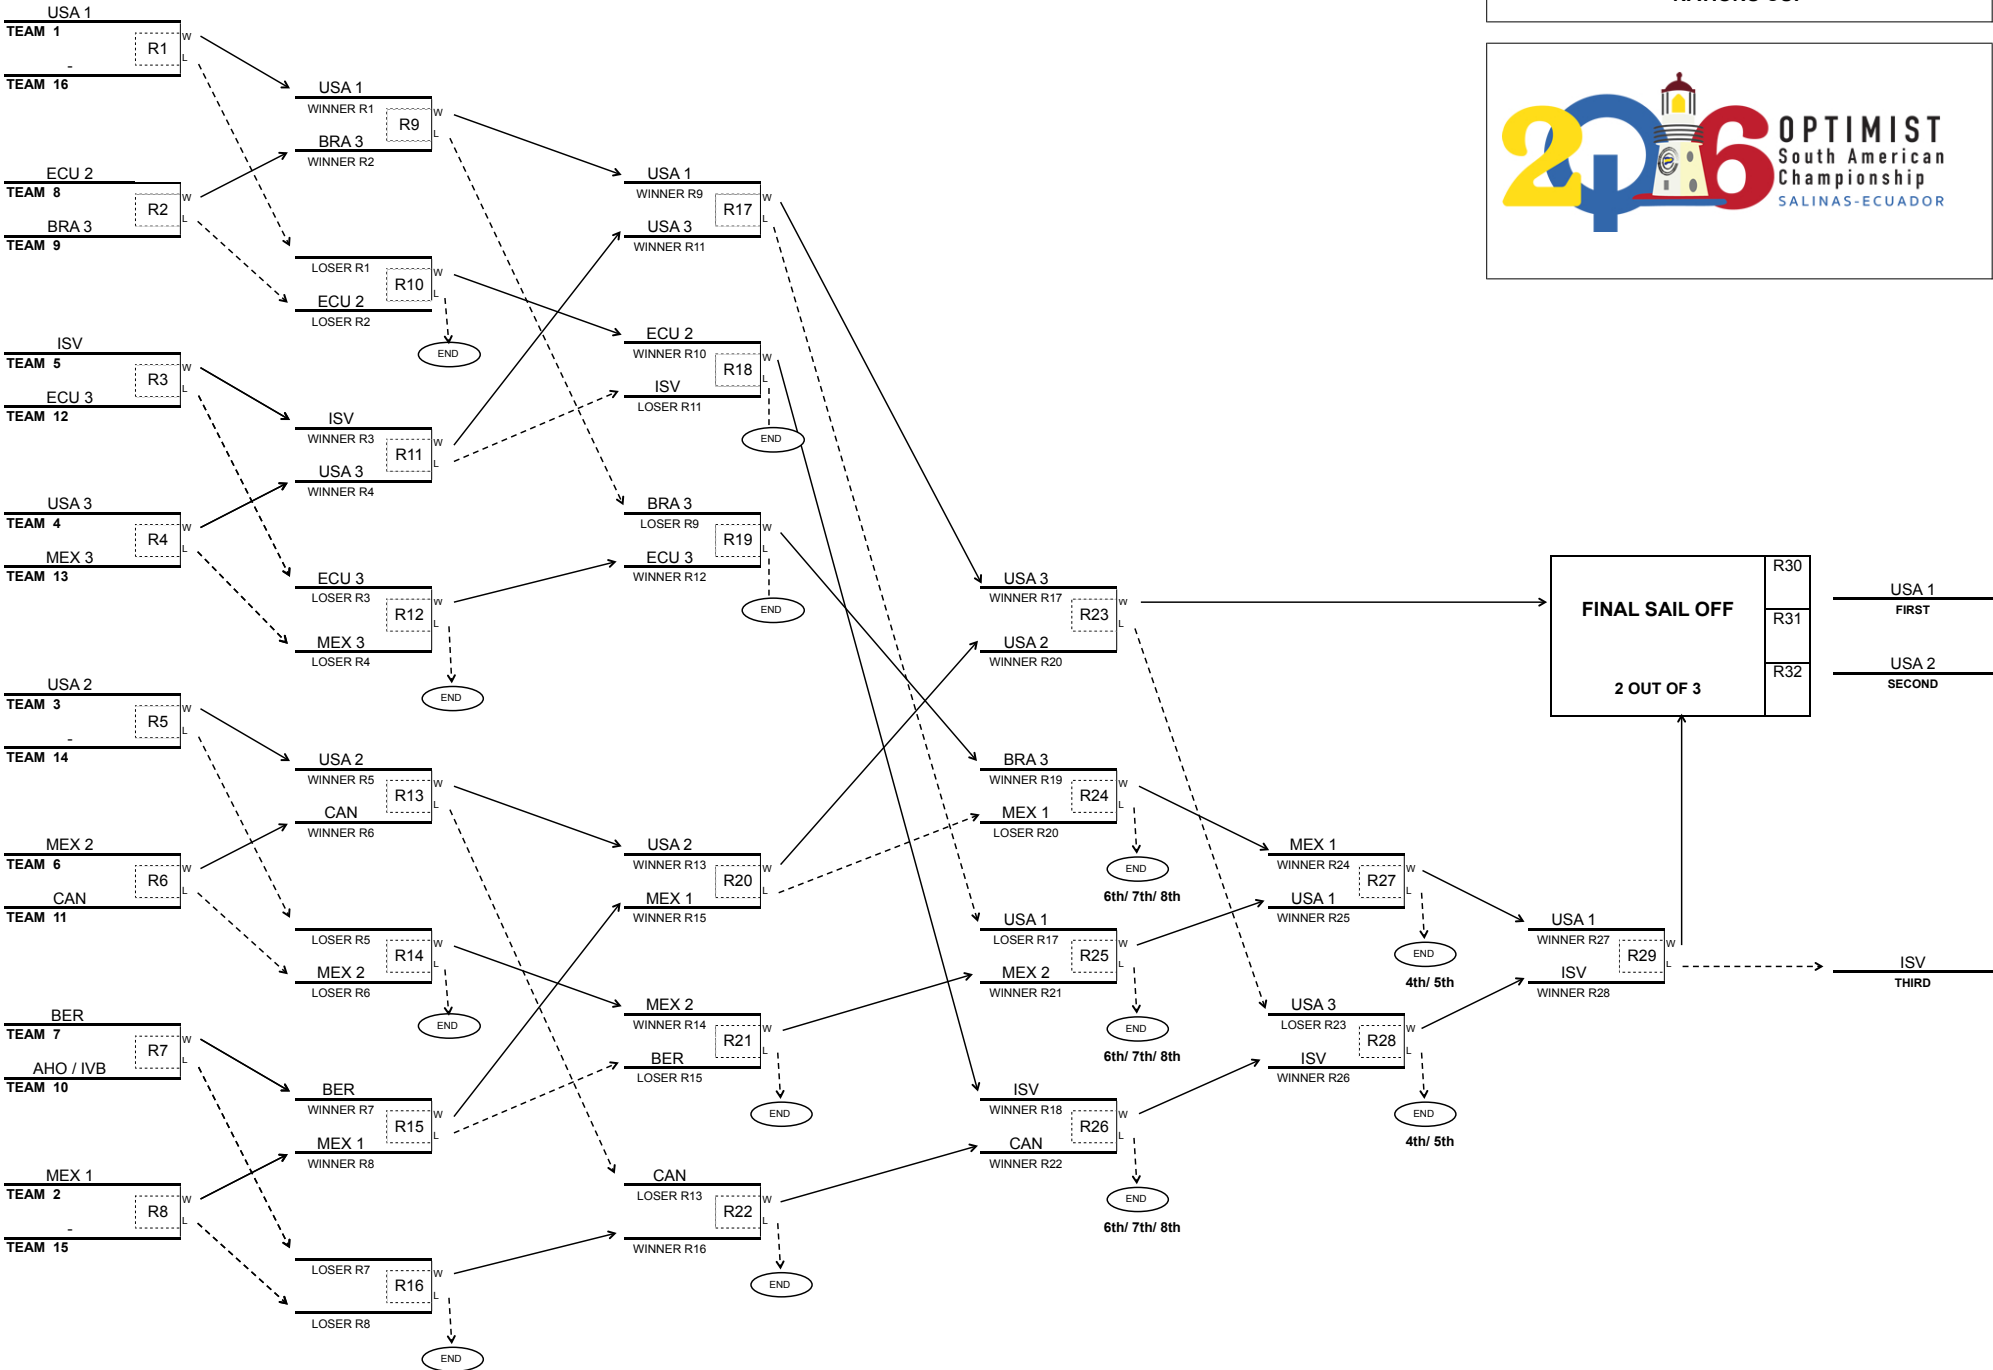 USA 1
TEAM 1
R1
W
L
-
TEAM 16
ECU 2
TEAM 8
R2
W
L
BRA 3
TEAM 9
ISV
TEAM 5
R3
W
L
ECU 3
TEAM 12
USA 3
TEAM 4
R4
W
L
MEX 3
TEAM 13
USA 2
TEAM 3
R5
W
L
-
TEAM 14
MEX 2
TEAM 6
R6
W
L
CAN
TEAM 11
BER
TEAM 7
R7
W
L
AHO / IVB
TEAM 10
MEX 1
TEAM 2
R8
W
L
-
TEAM 15
USA 1
WINNER R1
R9
W
L
BRA 3
WINNER R2
LOSER R1
R10
W
L
ECU 2
LOSER R2
END
ISV
WINNER R3
R11
W
L
USA 3
WINNER R4
ECU 3
LOSER R3
R12
W
L
MEX 3
LOSER R4
END
USA 2
WINNER R5
R13
W
L
CAN
WINNER R6
LOSER R5
R14
W
L
MEX 2
LOSER R6
END
BER
WINNER R7
R15
W
L
MEX 1
WINNER R8
LOSER R7
R16
W
L
LOSER R8
END
USA 1
WINNER R9
R17
W
L
USA 3
WINNER R11
ECU 2
WINNER R10
R18
W
L
ISV
LOSER R11
END
BRA 3
LOSER R9
R19
W
L
ECU 3
WINNER R12
END
USA 2
WINNER R13
R20
W
L
MEX 1
WINNER R15
MEX 2
WINNER R14
R21
W
L
BER
LOSER R15
END
CAN
LOSER R13
R22
W
L
WINNER R16
END
USA 3
WINNER R17
R23
W
L
USA 2
WINNER R20
BRA 3
WINNER R19
R24
W
L
MEX 1
LOSER R20
END
6th/ 7th/ 8th
USA 1
LOSER R17
R25
W
L
MEX 2
WINNER R21
END
6th/ 7th/ 8th
ISV
WINNER R18
R26
W
L
CAN
WINNER R22
END
6th/ 7th/ 8th
MEX 1
WINNER R24
R27
W
L
USA 1
WINNER R25
END
4th/ 5th
USA 3
LOSER R23
R28
W
L
ISV
WINNER R26
END
4th/ 5th
USA 1
WINNER R27
R29
W
L
ISV
WINNER R28
FINAL SAIL OFF
2 OUT OF 3
R30
R31
R32
USA 1
FIRST
USA 2
SECOND
ISV
THIRD
2016
OPTIMIST
South American
Championship
SALINAS-ECUADOR